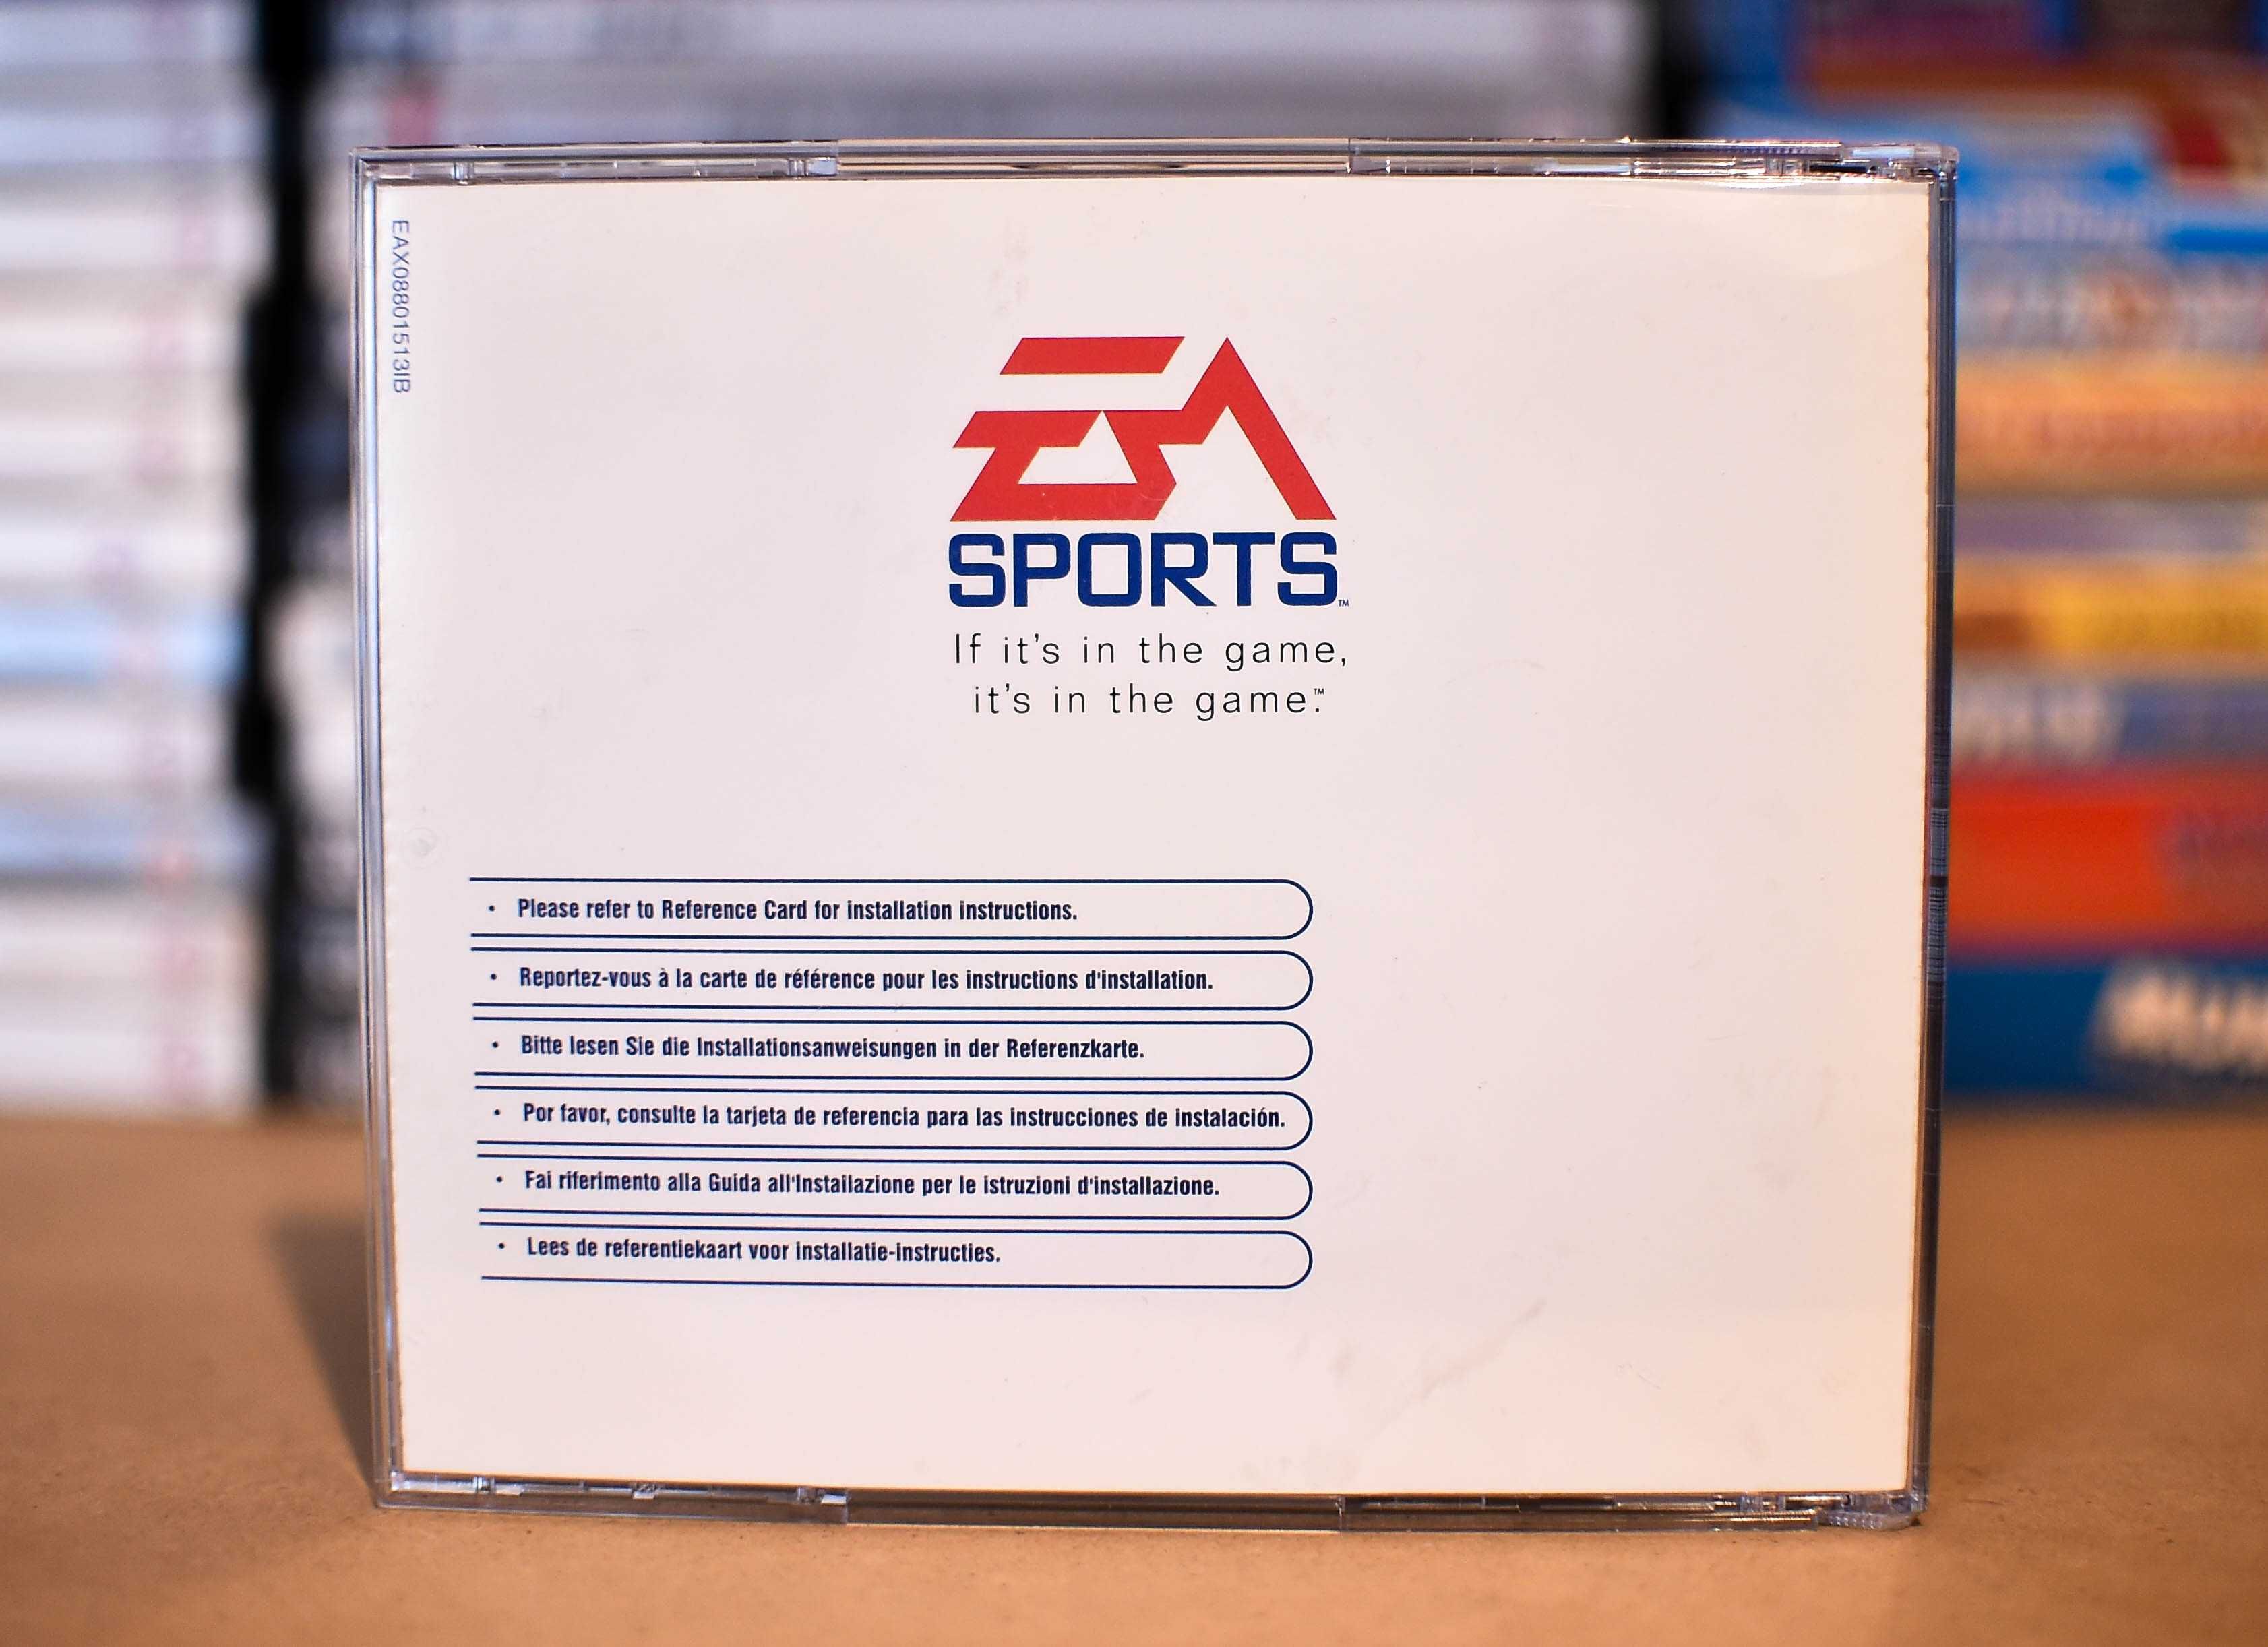 EAX08801513IB
EA
SPORTS™
If it's in the game,
it's in the game.™
• Please refer to Reference Card for installation instructions.
• Reportez-vous à la carte de référence pour les instructions d'installation.
• Bitte lesen Sie die Installationsanweisungen in der Referenzkarte.
• Por favor, consulte la tarjeta de referencia para las instrucciones de instalación.
• Fai riferimento alla Guida all'Installazione per le istruzioni d'installazione.
• Lees de referentiekaart voor installatie-instructies.